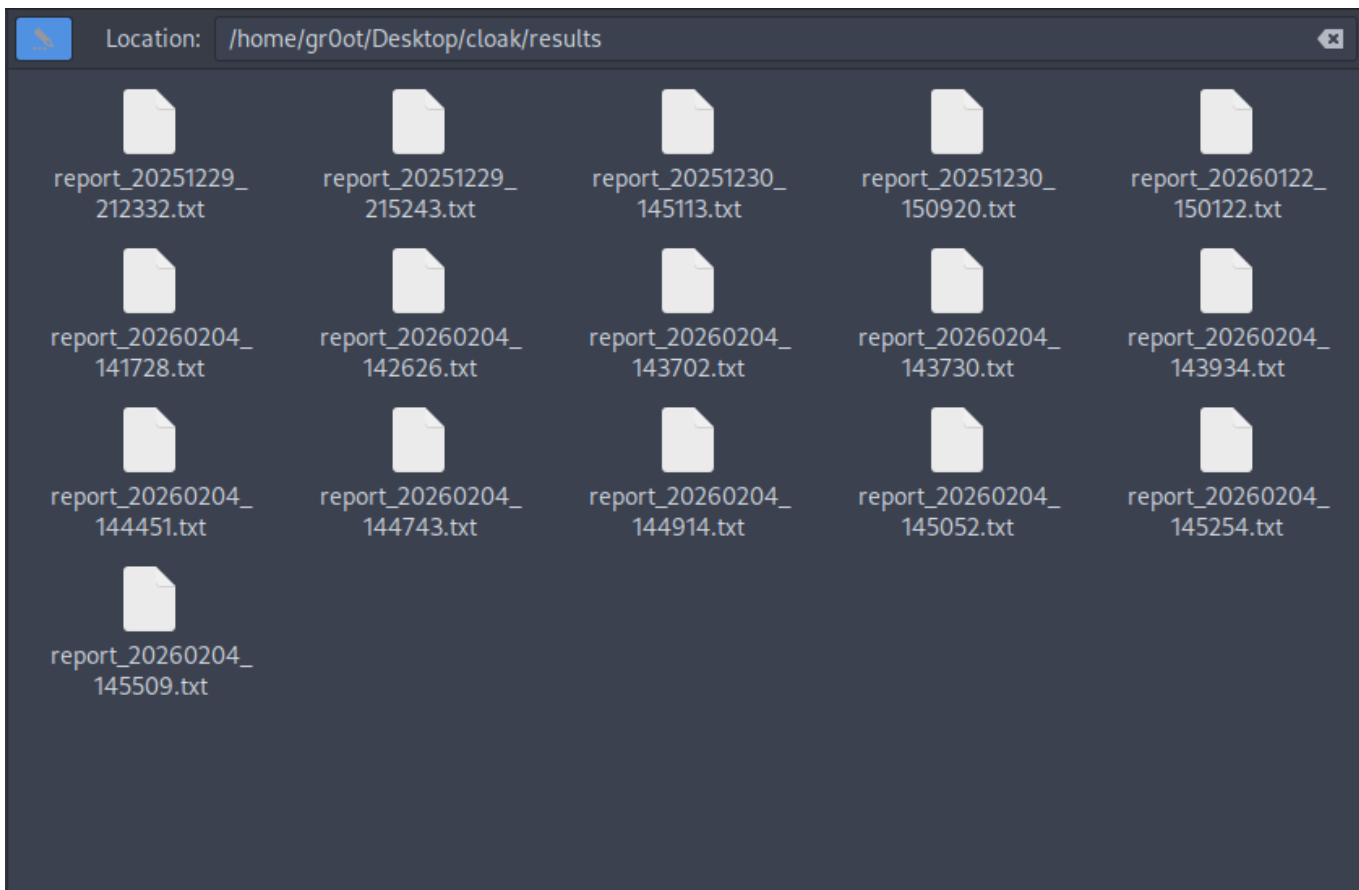 Location: /home/gr0ot/Desktop/cloak/results
report_20251229_
212332.txt
report_20251229_
215243.txt
report_20251230_
145113.txt
report_20251230_
150920.txt
report_20260122_
150122.txt
report_20260204_
141728.txt
report_20260204_
142626.txt
report_20260204_
143702.txt
report_20260204_
143730.txt
report_20260204_
143934.txt
report_20260204_
144451.txt
report_20260204_
144743.txt
report_20260204_
144914.txt
report_20260204_
145052.txt
report_20260204_
145254.txt
report_20260204_
145509.txt